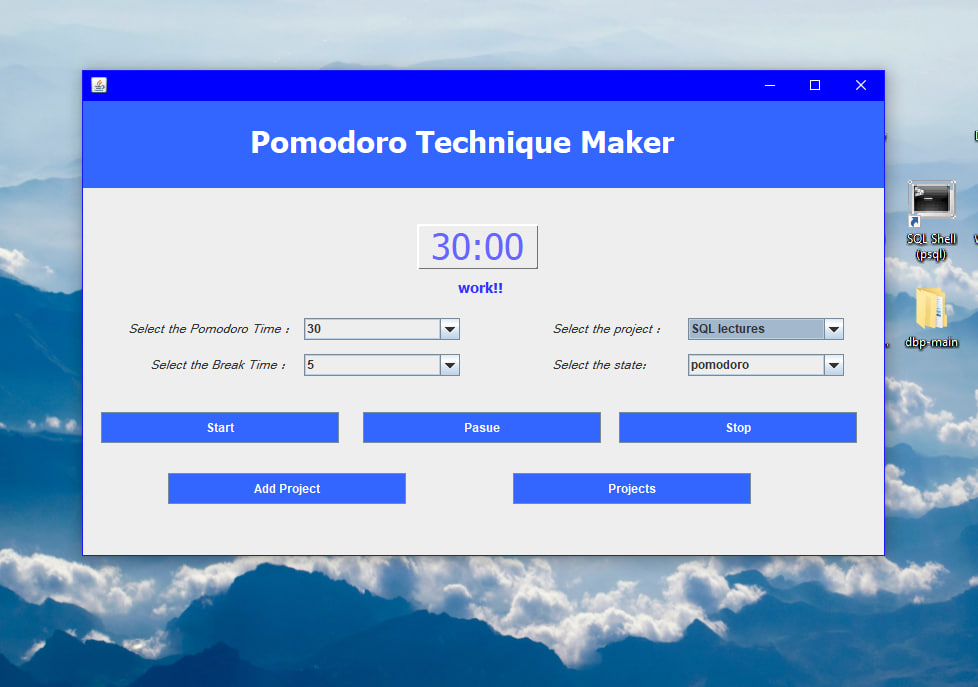 Pomodoro Technique Maker
30:00
work!!
Select the Pomodoro Time : 30
Select the project : SQL lectures
Select the Break Time : 5
Select the state: pomodoro
Start
Pasue
Stop
Add Project
Projects
SQL Shell
(psql)
dbp-main